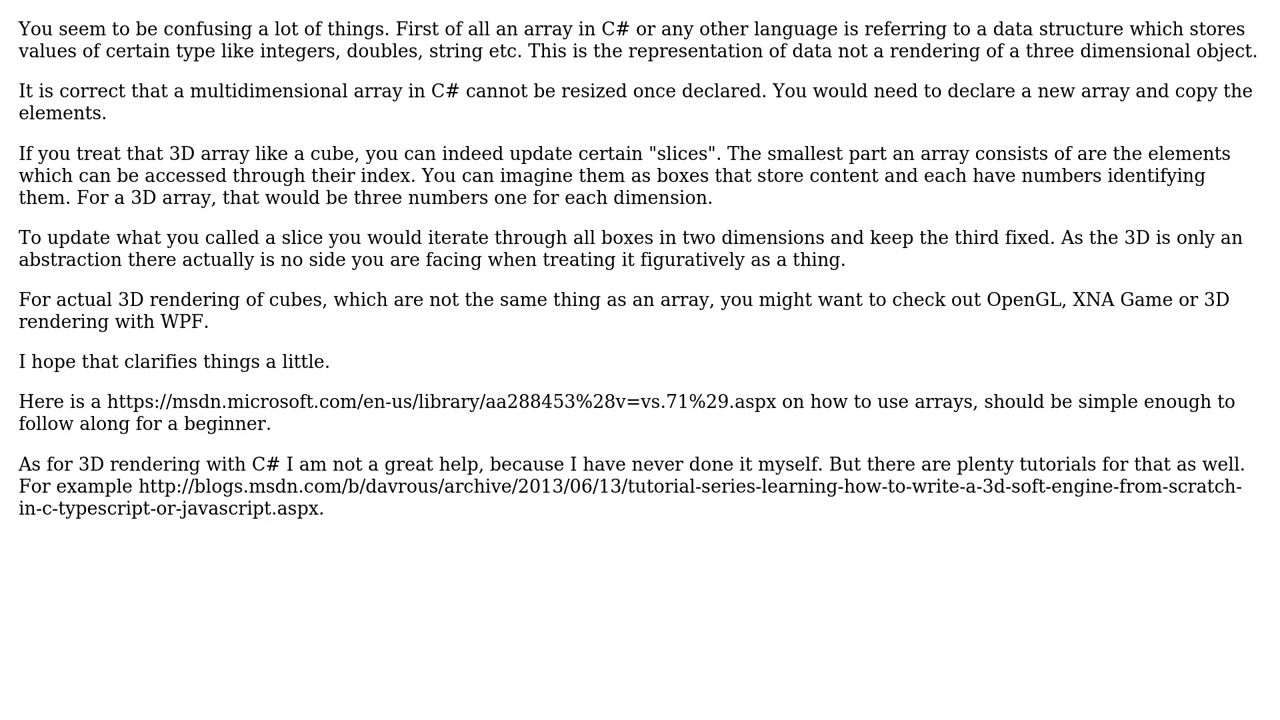 You seem to be confusing a lot of things. First of all an array in C# or any other language is referring to a data structure which stores
values of certain type like integers, doubles, string etc. This is the representation of data not a rendering of a three dimensional object.
It is correct that a multidimensional array in C# cannot be resized once declared. You would need to declare a new array and copy the
elements.
If you treat that 3D array like a cube, you can indeed update certain "slices". The smallest part an array consists of are the elements
which can be accessed through their index. You can imagine them as boxes that store content and each have numbers identifying
them. For a 3D array, that would be three numbers one for each dimension.
To update what you called a slice you would iterate through all boxes in two dimensions and keep the third fixed. As the 3D is only an
abstraction there actually is no side you are facing when treating it figuratively as a thing.
For actual 3D rendering of cubes, which are not the same thing as an array, you might want to check out OpenGL, XNA Game or 3D
rendering with WPF.
I hope that clarifies things a little.
Here is a https://msdn.microsoft.com/en-us/library/aa288453%28v=vs.71%29.aspx on how to use arrays, should be simple enough to
follow along for a beginner.
As for 3D rendering with C# I am not a great help, because I have never done it myself. But there are plenty tutorials for that as well.
For example http://blogs.msdn.com/b/davrous/archive/2013/06/13/tutorial-series-learning-how-to-write-a-3d-soft-engine-from-scratch-
in-c-typescript-or-javascript.aspx.